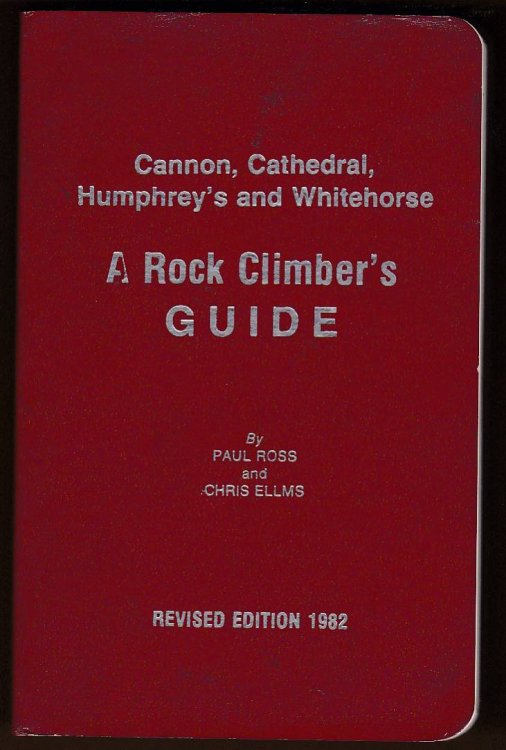 Cannon, Cathedral,
Humphrey's and Whitehorse
A Rock Climber's
GUIDE
By
PAUL ROSS
and
CHRIS ELLMS
REVISED EDITION 1982